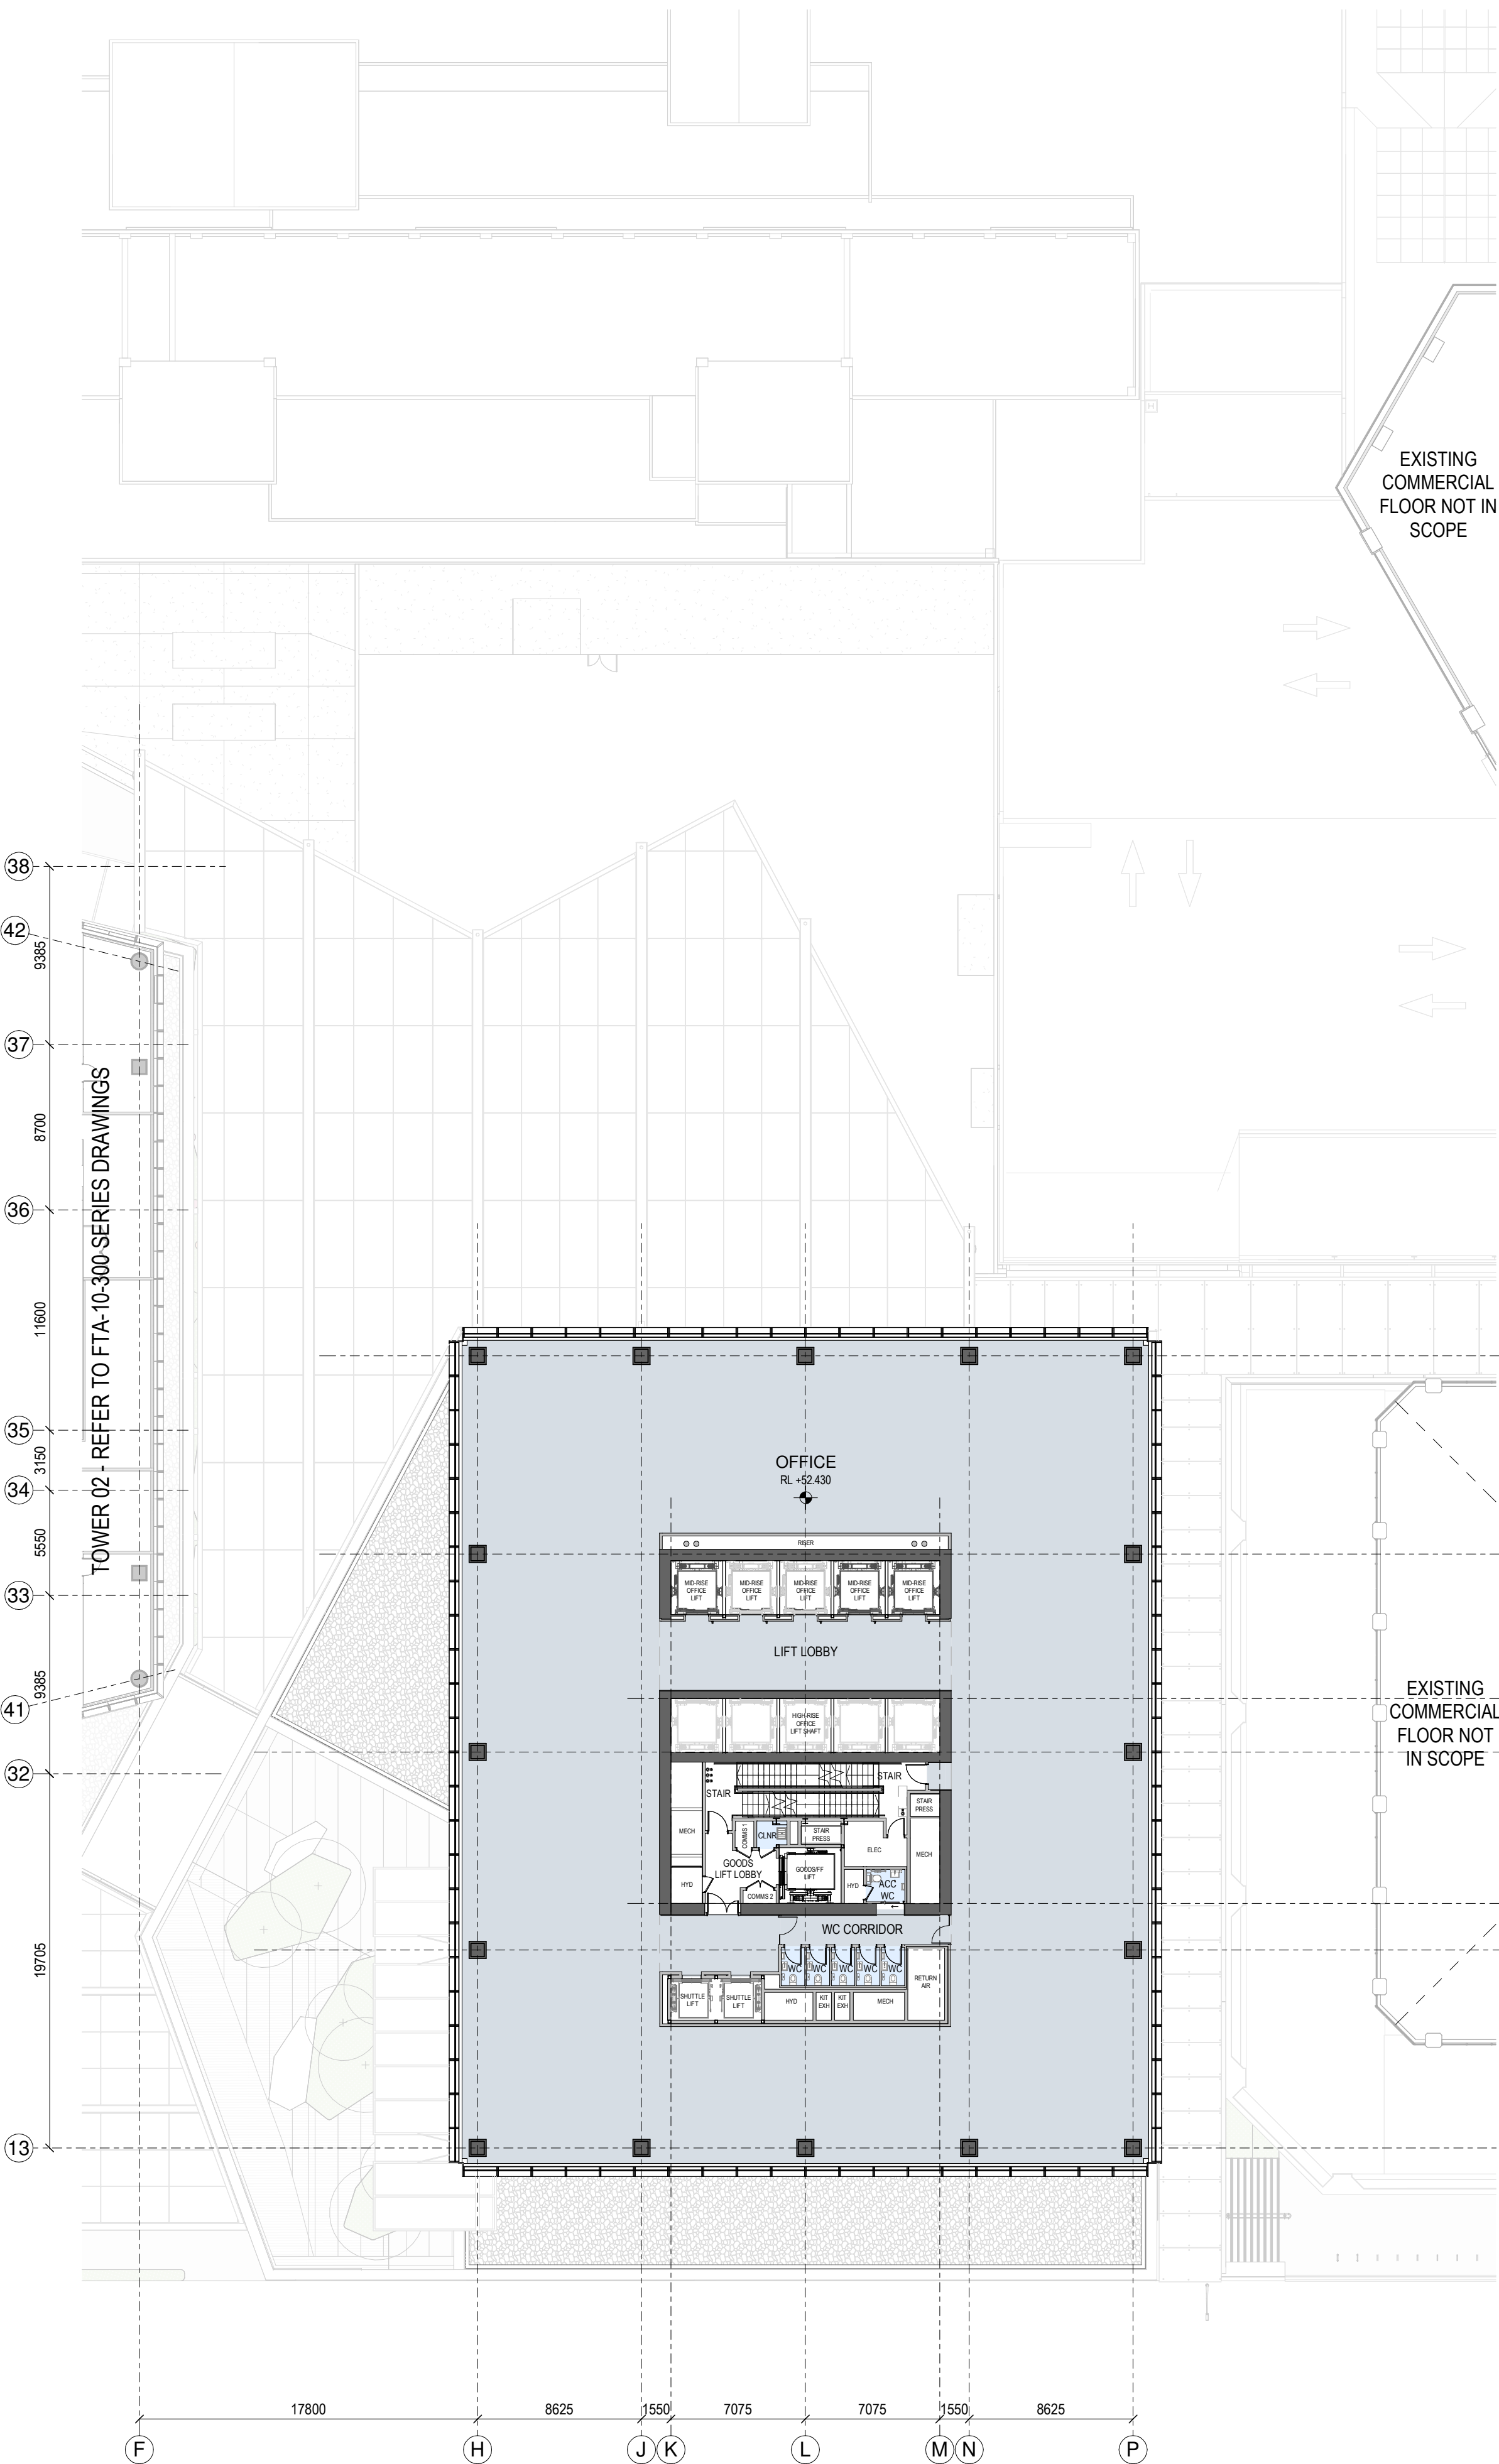 EXISTING
COMMERCIAL
FLOOR NOT IN
SCOPE
38
42
9385
37
8700
36
11600
35
3150
34
5550
33
9385
41
32
19705
13
TOWER 02 - REFER TO FTA-10-300 SERIES DRAWINGS
OFFICE
RL +52.430
RISER
MID-RISE
OFFICE
LIFT
MID-RISE
OFFICE
LIFT
MID-RISE
OFFICE
LIFT
MID-RISE
OFFICE
LIFT
MID-RISE
OFFICE
LIFT
LIFT LOBBY
HIGH-RISE
OFFICE
LIFT SHAFT
EXISTING
COMMERCIAL
FLOOR NOT
IN SCOPE
STAIR
STAIR
STAIR
PRESS
MECH
COMMS 1
CLNR
STAIR
PRESS
ELEC
MECH
GOODS
LIFT LOBBY
GOODS/FF
LIFT
HYD
HYD
ACC
WC
COMMS 2
WC CORRIDOR
WC
WC
WC
WC
WC
RETURN
AIR
SHUTTLE
LIFT
SHUTTLE
LIFT
HYD
KIT
EXH
KIT
EXH
MECH
17800
8625
1550
7075
7075
1550
8625
F
H
J
K
L
M
N
P